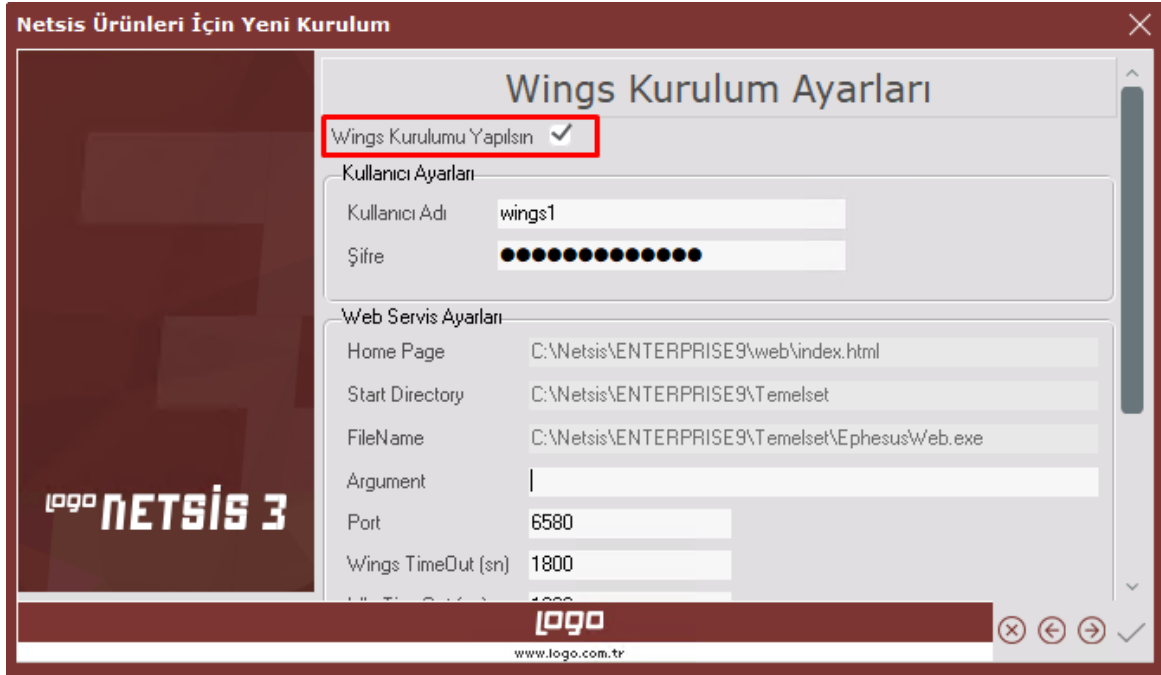 Netsis Ürünleri İçin Yeni Kurulum
Wings Kurulum Ayarları
Wings Kurulumu Yapılsın
Kullanıcı Ayarları
Kullanıcı Adı wings1
Şifre ●●●●●●●●●●●●●
Web Servis Ayarları
Home Page C:\Netsis\ENTERPRISE9\web\index.html
Start Directory C:\Netsis\ENTERPRISE9\Temelset
FileName C:\Netsis\ENTERPRISE9\Temelset\EphesusWeb.exe
Argument
Port 6580
Wings TimeOut (sn) 1800
logo NETSİS 3
LOGO
www.logo.com.tr